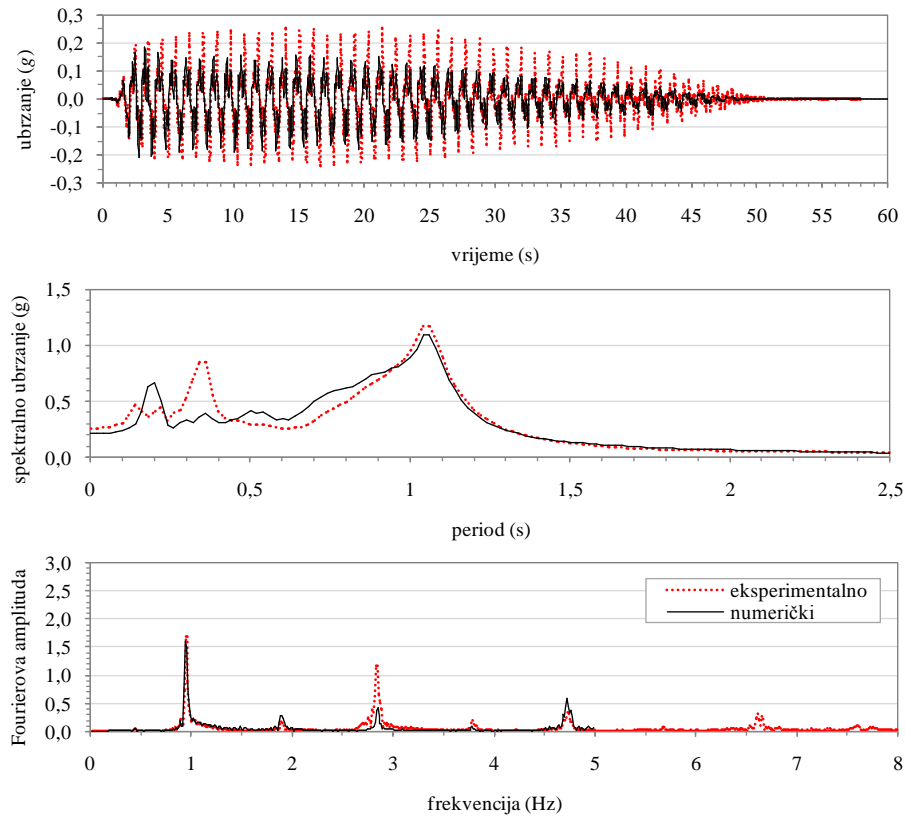 0,3
0,2
0,1
0,0
-0,1
-0,2
-0,3
ubrzanje (g)
0 5 10 15 20 25 30 35 40 45 50 55 60
vrijeme (s)
1,5
1,0
0,5
0,0
spektralno ubrzanje (g)
0 0,5 1 1,5 2 2,5
period (s)
3,0
2,5
2,0
1,5
1,0
0,5
0,0
Fourierova amplituda
eksperimentalno
numerički
0 1 2 3 4 5 6 7 8
frekvencija (Hz)